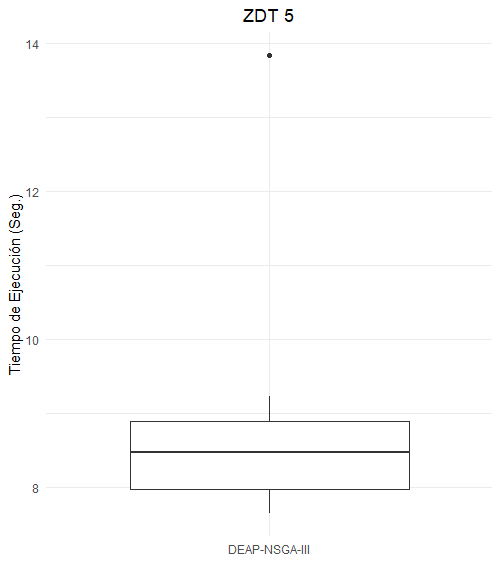 ZDT 5
Tiempo de Ejecución (Seg.)
14
12
10
8
DEAP-NSGA-III